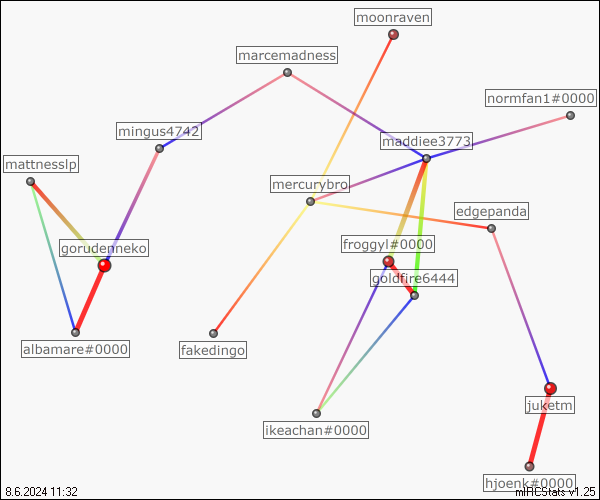 moonraven
marcemadness
normfan1#0000
mingus4742
maddiee3773
mattnesslp
mercurybro
edgepanda
gorudenneko
froggyl#0000
goldfire6444
albamare#0000
fakedingo
juketm
ikeachan#0000
hjoenk#0000
8.6.2024 11:32
mIRCStats v1.25